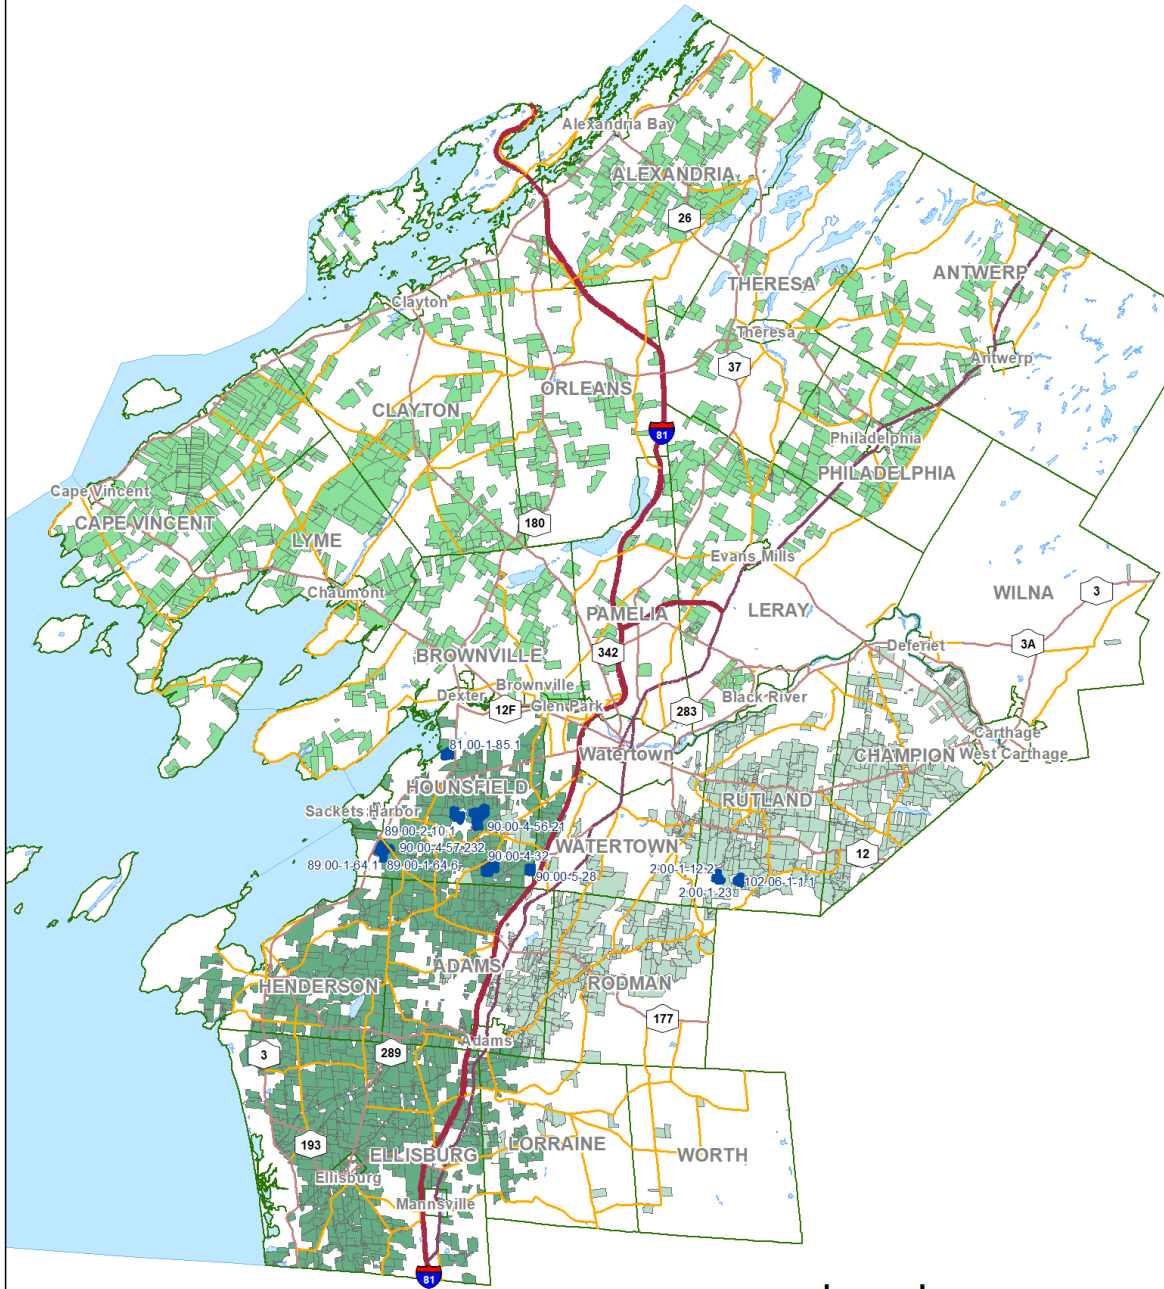 Alexandria Bay
ALEXANDRIA
26
ANTWERP
THERESA
Clayton
Theresa
Antwerp
37
ORLEANS
CLAYTON
81
Philadelphia
PHILADELPHIA
Cape Vincent
CAPE VINCENT
180
LYME
Evans Mills
Chaumont
WILNA
3
PAMELIA
LERAY
342
3A
Deferiet
BROWNVILLE
Brownville
Dexter
12F
Glen Park
283
Black River
Carthage
West Carthage
81.00-1-85.1
Watertown
CHAMPION
HOUNSFIELD
RUTLAND
Sackets Harbor
89.00-2-10.1
90.00-4-56.21
90.00-4-57.232
WATERTOWN
12
89.00-1-64.1
89.00-1-64.6
90.00-4-32
90.00-5-28
2.00-1-12.2
102.06-1-1.1
2.00-1-23
ADAMS
HENDERSON
RODMAN
177
Adams
3
289
193
ELLISBURG
LORRAINE
WORTH
Ellisburg
Mannsville
81